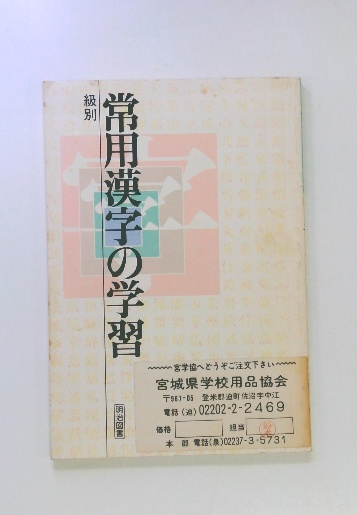 級別
常用漢字の学習
宮学協へどうぞご注文下さい
宮城県学校用品協会
〒987-05 登米郡迫町佐沼字中江
電話(迫)02202-2-2469
価格 担当
本部 電話(泉)02237-3-5731
明治図書